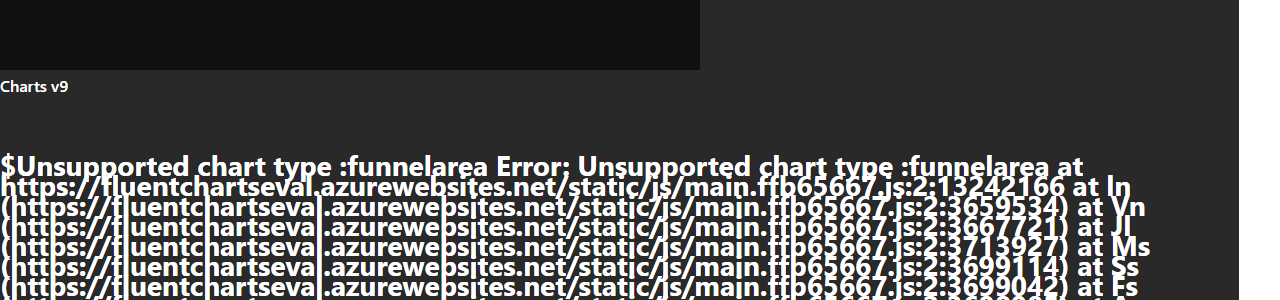 Charts v9
$Unsupported chart type :funnelarea Error: Unsupported chart type :funnelarea at
https://fluentchartseval.azurewebsites.net/static/js/main.ffb65667.js:2:13242166 at In
(https://fluentchartseval.azurewebsites.net/static/js/main.ffb65667.js:2:3659534) at Vn
(https://fluentchartseval.azurewebsites.net/static/js/main.ffb65667.js:2:3667721) at Jl
(https://fluentchartseval.azurewebsites.net/static/js/main.ffb65667.js:2:3713927) at Ms
(https://fluentchartseval.azurewebsites.net/static/js/main.ffb65667.js:2:3699114) at Ss
(https://fluentchartseval.azurewebsites.net/static/js/main.ffb65667.js:2:3699042) at Fs